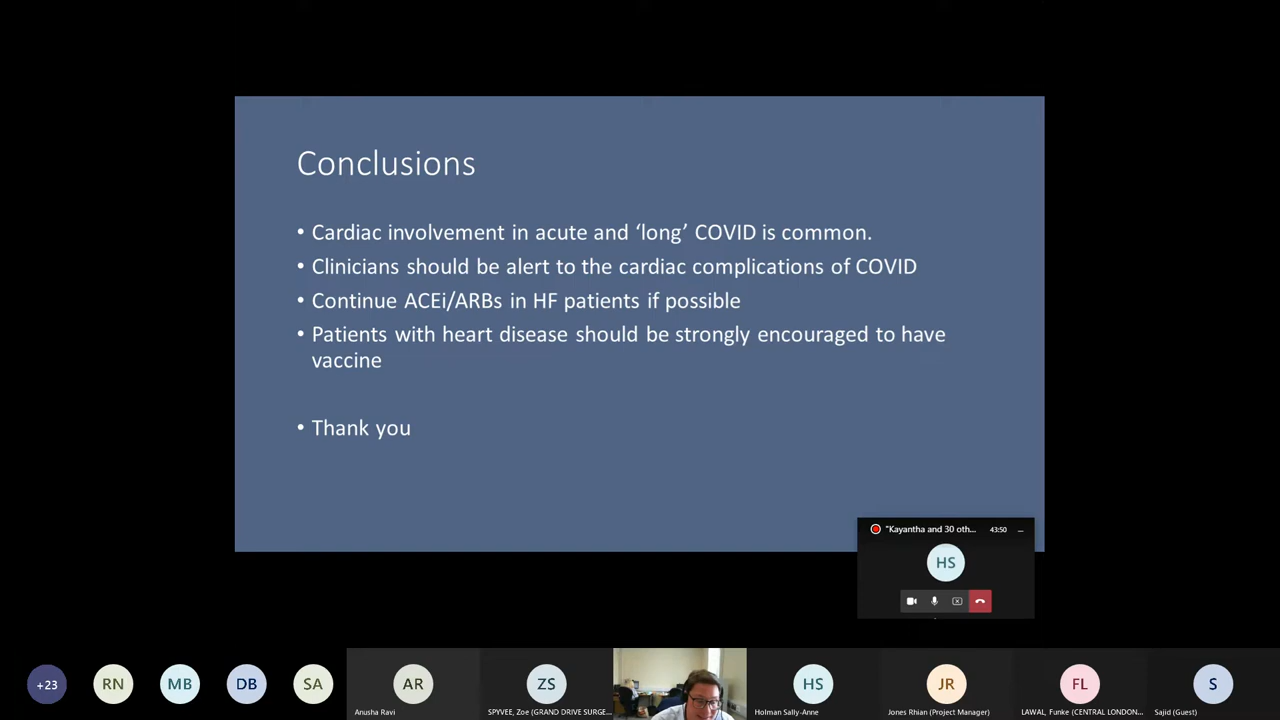 Conclusions
• Cardiac involvement in acute and ‘long’ COVID is common.
• Clinicians should be alert to the cardiac complications of COVID
• Continue ACEi/ARBs in HF patients if possible
• Patients with heart disease should be strongly encouraged to have
vaccine
• Thank you
"Kayantha and 30 oth... 43:50
HS
+23 RN MB DB SA AR ZS HS JR FL S
Anusha Ravi SPYVEE, Zoe (GRAND DRIVE SURGE... Holman Sally-Anne Jones Rhian (Project Manager) LAWAL, Funke (CENTRAL LONDON... Sajid (Guest)